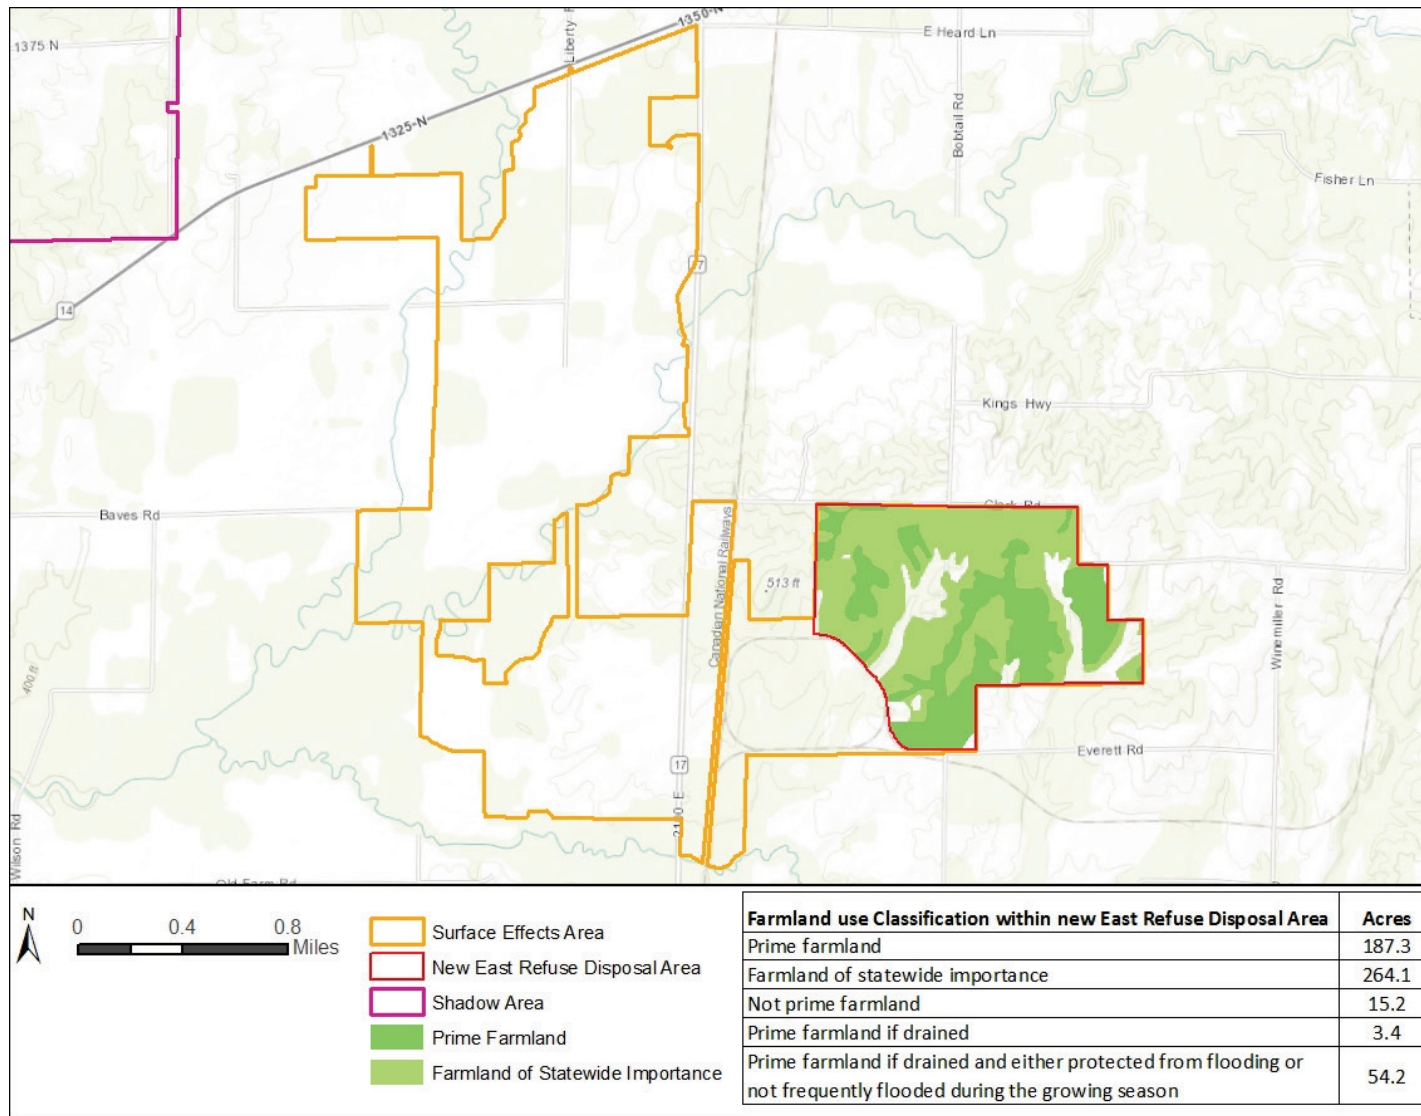 1350-N
E Heard Ln
1375 N
Liberty
Bobtail Rd
1325-N
Fisher Ln
14
Kings Hwy
Clark Rd
Baves Rd
Canadian National Railways
513 ft
Winemiller Rd
400 ft
Everett Rd
17
2100 E
Wilson Rd
Old Farm Rd
N
0 0.4 0.8
Miles
Surface Effects Area
New East Refuse Disposal Area
Shadow Area
Prime Farmland
Farmland of Statewide Importance
Farmland use Classification within new East Refuse Disposal Area Acres
Prime farmland 187.3
Farmland of statewide importance 264.1
Not prime farmland 15.2
Prime farmland if drained 3.4
Prime farmland if drained and either protected from flooding or
not frequently flooded during the growing season 54.2